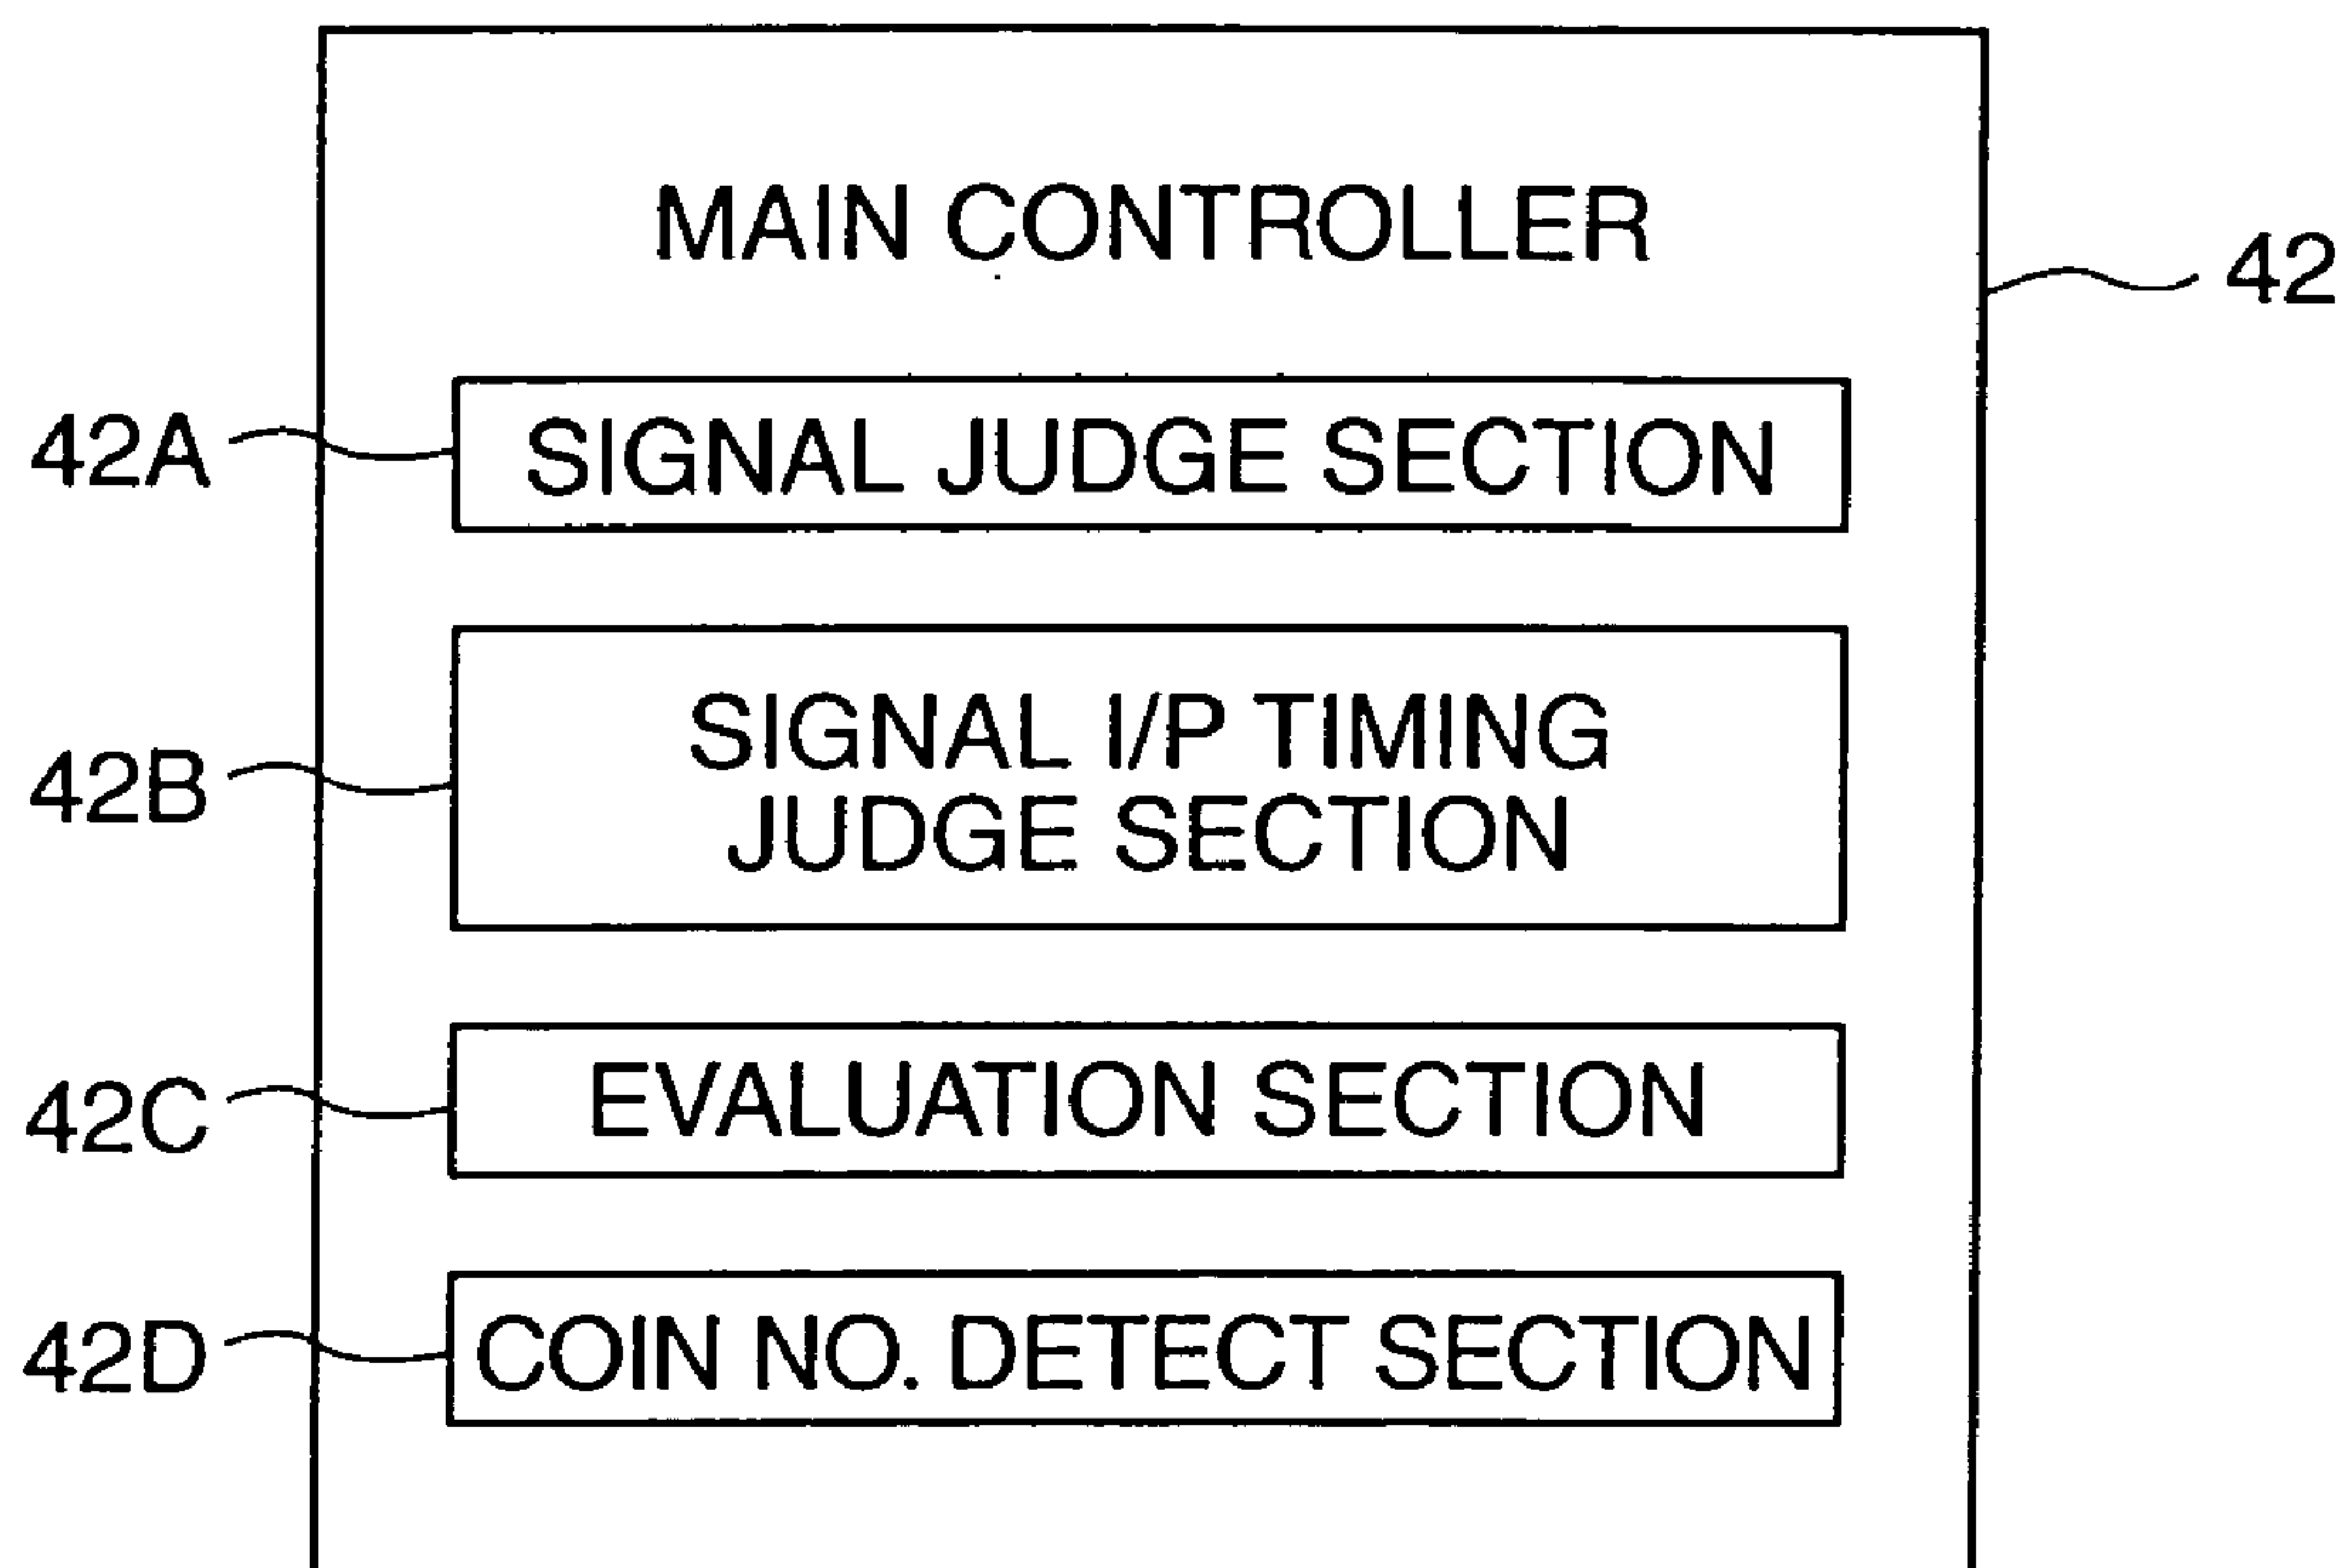 MAIN CONTROLLER
42
42A
SIGNAL JUDGE SECTION
42B
SIGNAL I/P TIMING
JUDGE SECTION
42C
EVALUATION SECTION
42D
COIN NO. DETECT SECTION